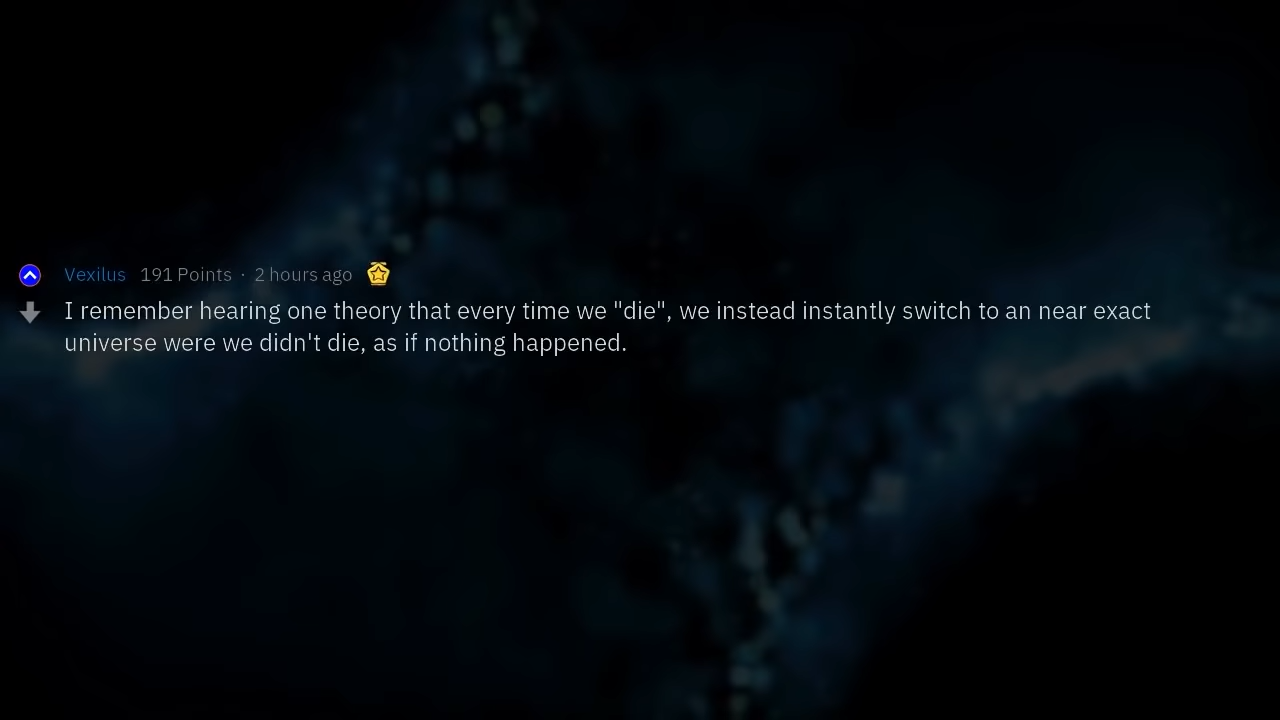 Vexilus 191 Points · 2 hours ago
I remember hearing one theory that every time we "die", we instead instantly switch to an near exact
universe were we didn't die, as if nothing happened.